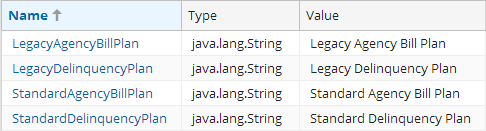 Name ↑ Type Value
LegacyAgencyBillPlan java.lang.String Legacy Agency Bill Plan
LegacyDelinquencyPlan java.lang.String Legacy Delinquency Plan
StandardAgencyBillPlan java.lang.String Standard Agency Bill Plan
StandardDelinquencyPlan java.lang.String Standard Delinquency Plan